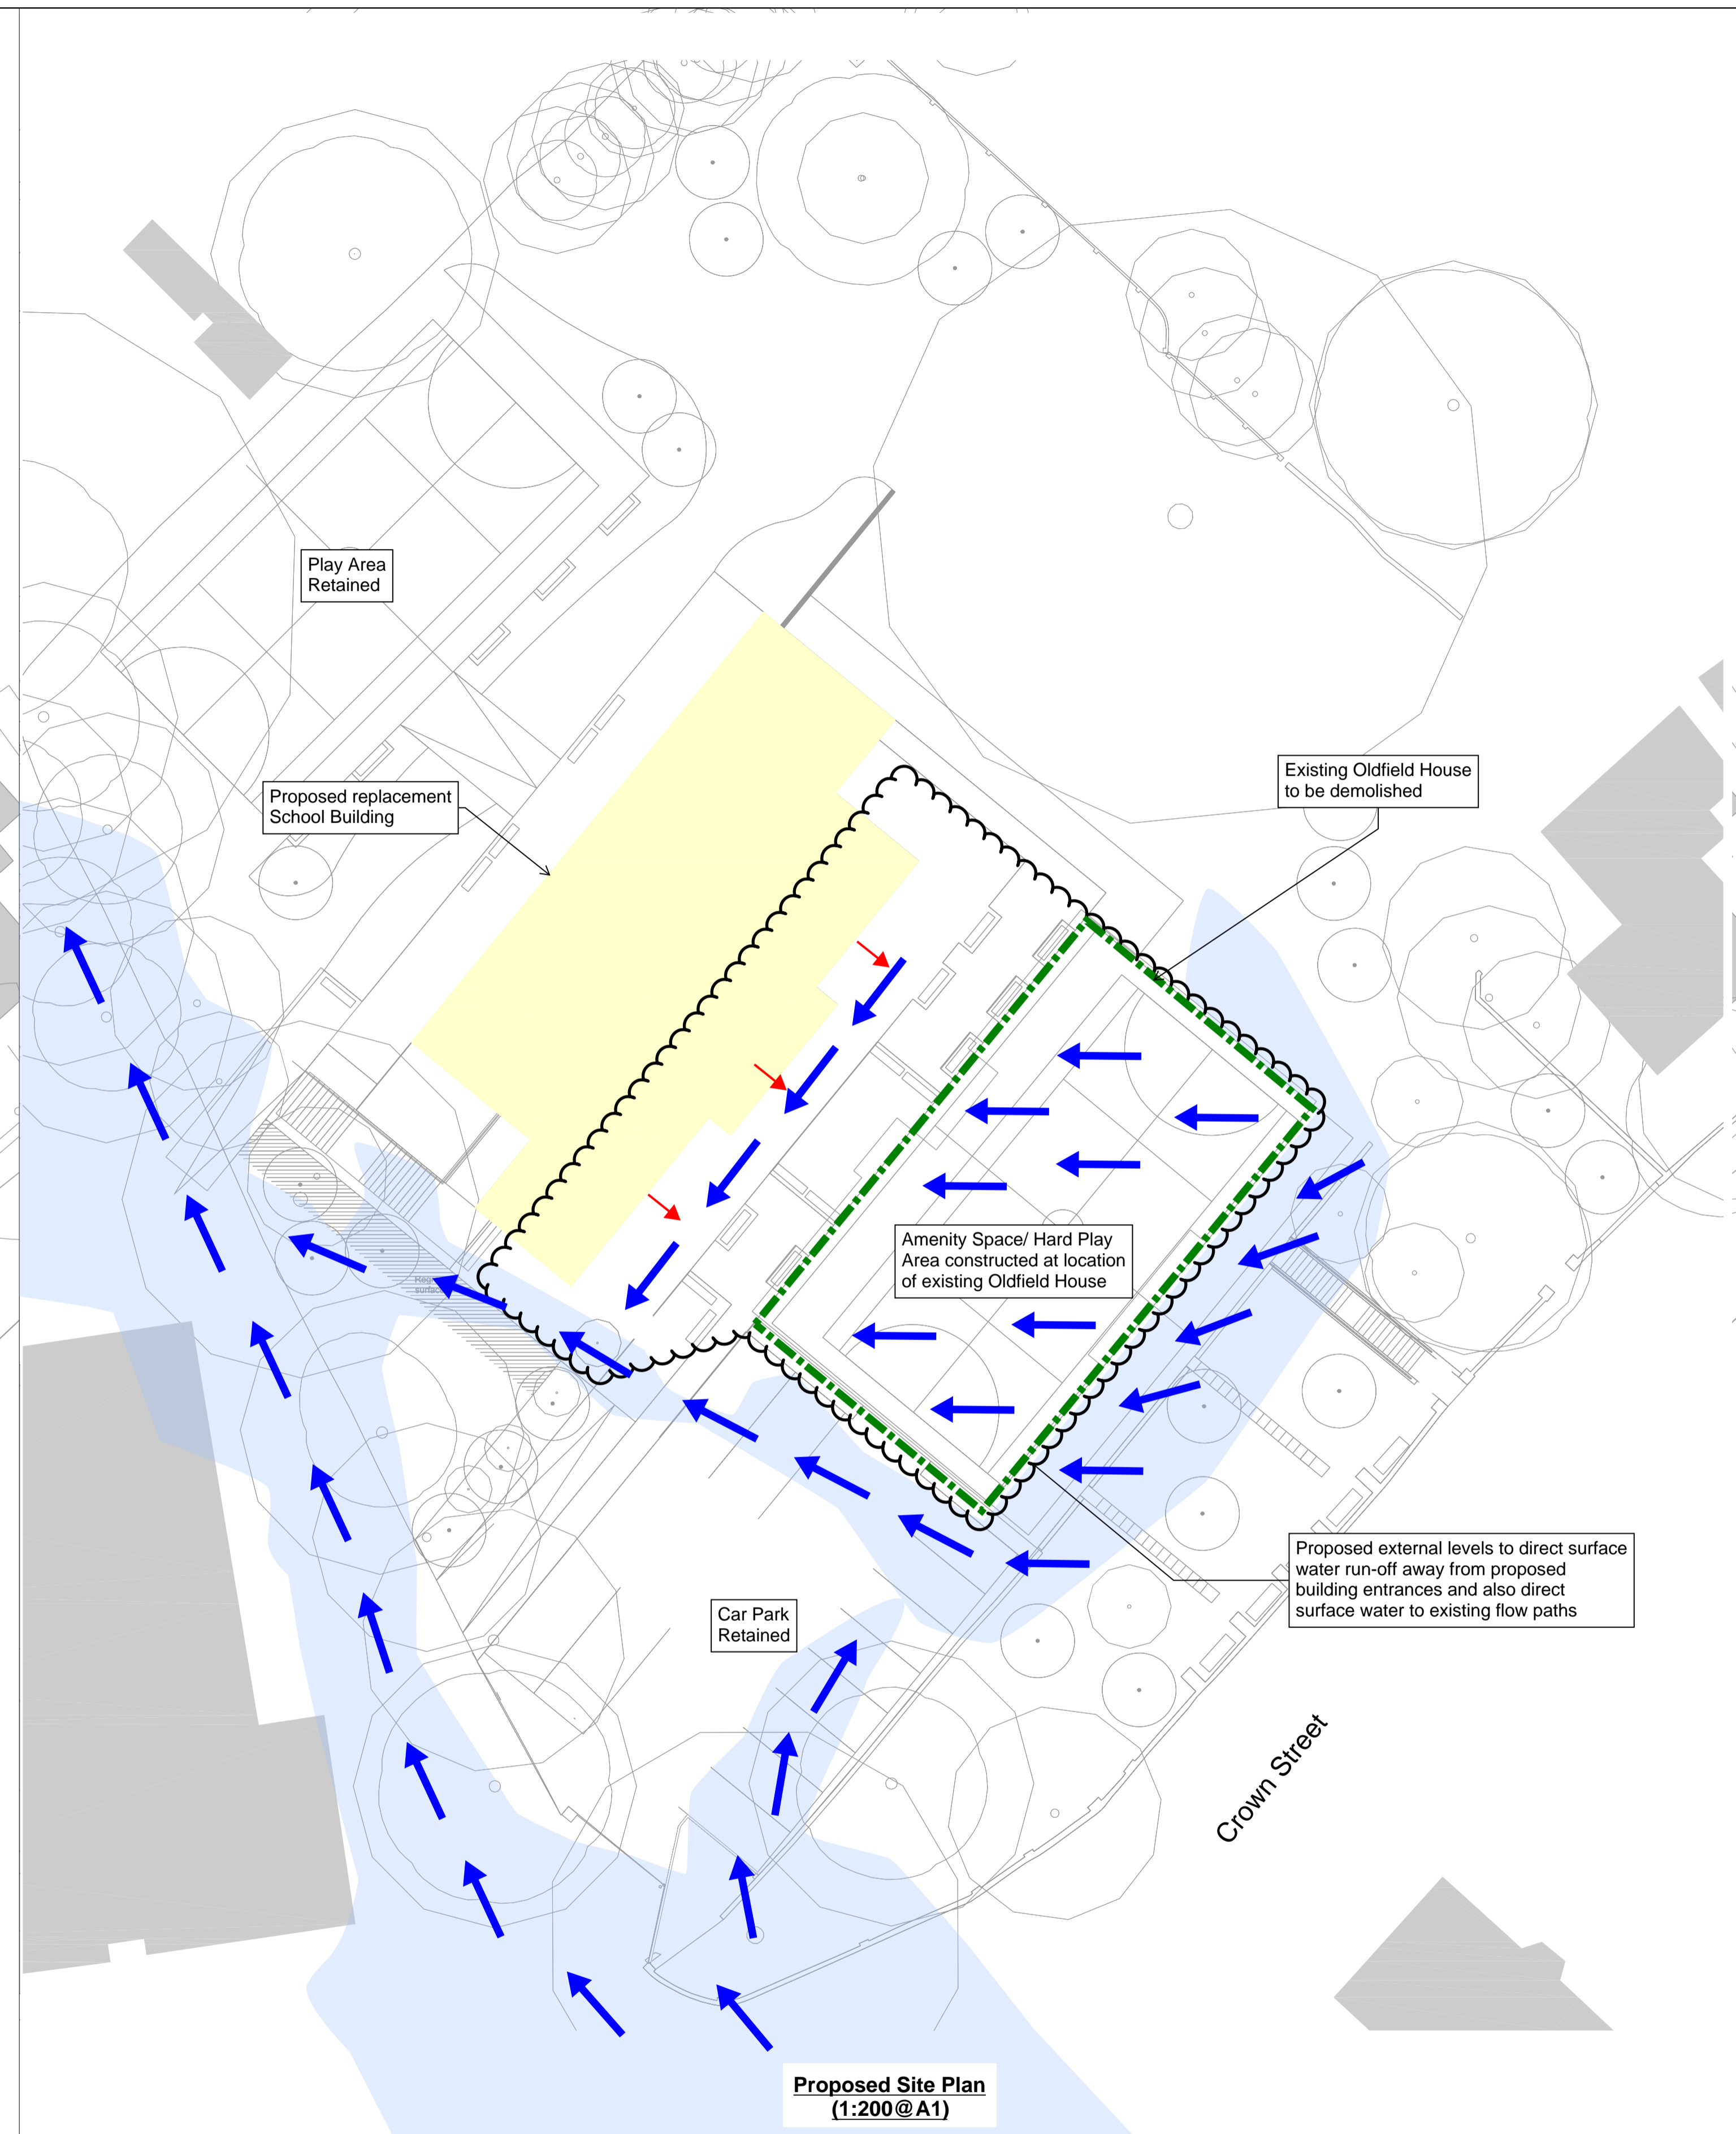 Play Area
Retained
Proposed replacement
School Building
Existing Oldfield House
to be demolished
Amenity Space/ Hard Play
Area constructed at location
of existing Oldfield House
Proposed external levels to direct surface
water run-off away from proposed
building entrances and also direct
surface water to existing flow paths
Car Park
Retained
Crown Street
Proposed Site Plan
(1:200@A1)